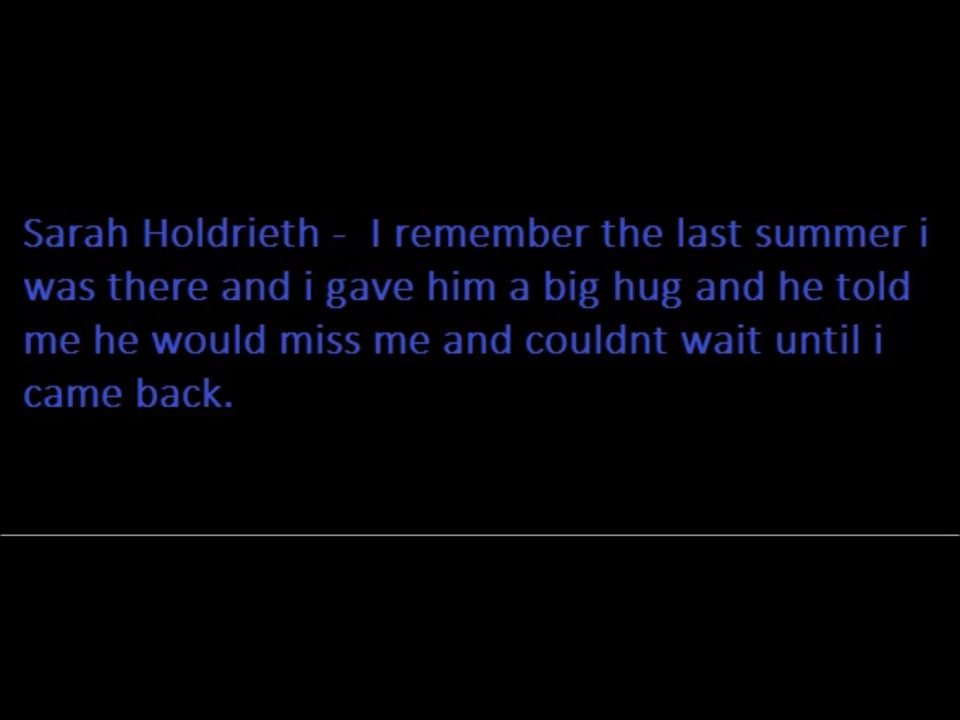 Sarah Holdrieth -  I remember the last summer i
was there and i gave him a big hug and he told
me he would miss me and couldnt wait until i
came back.